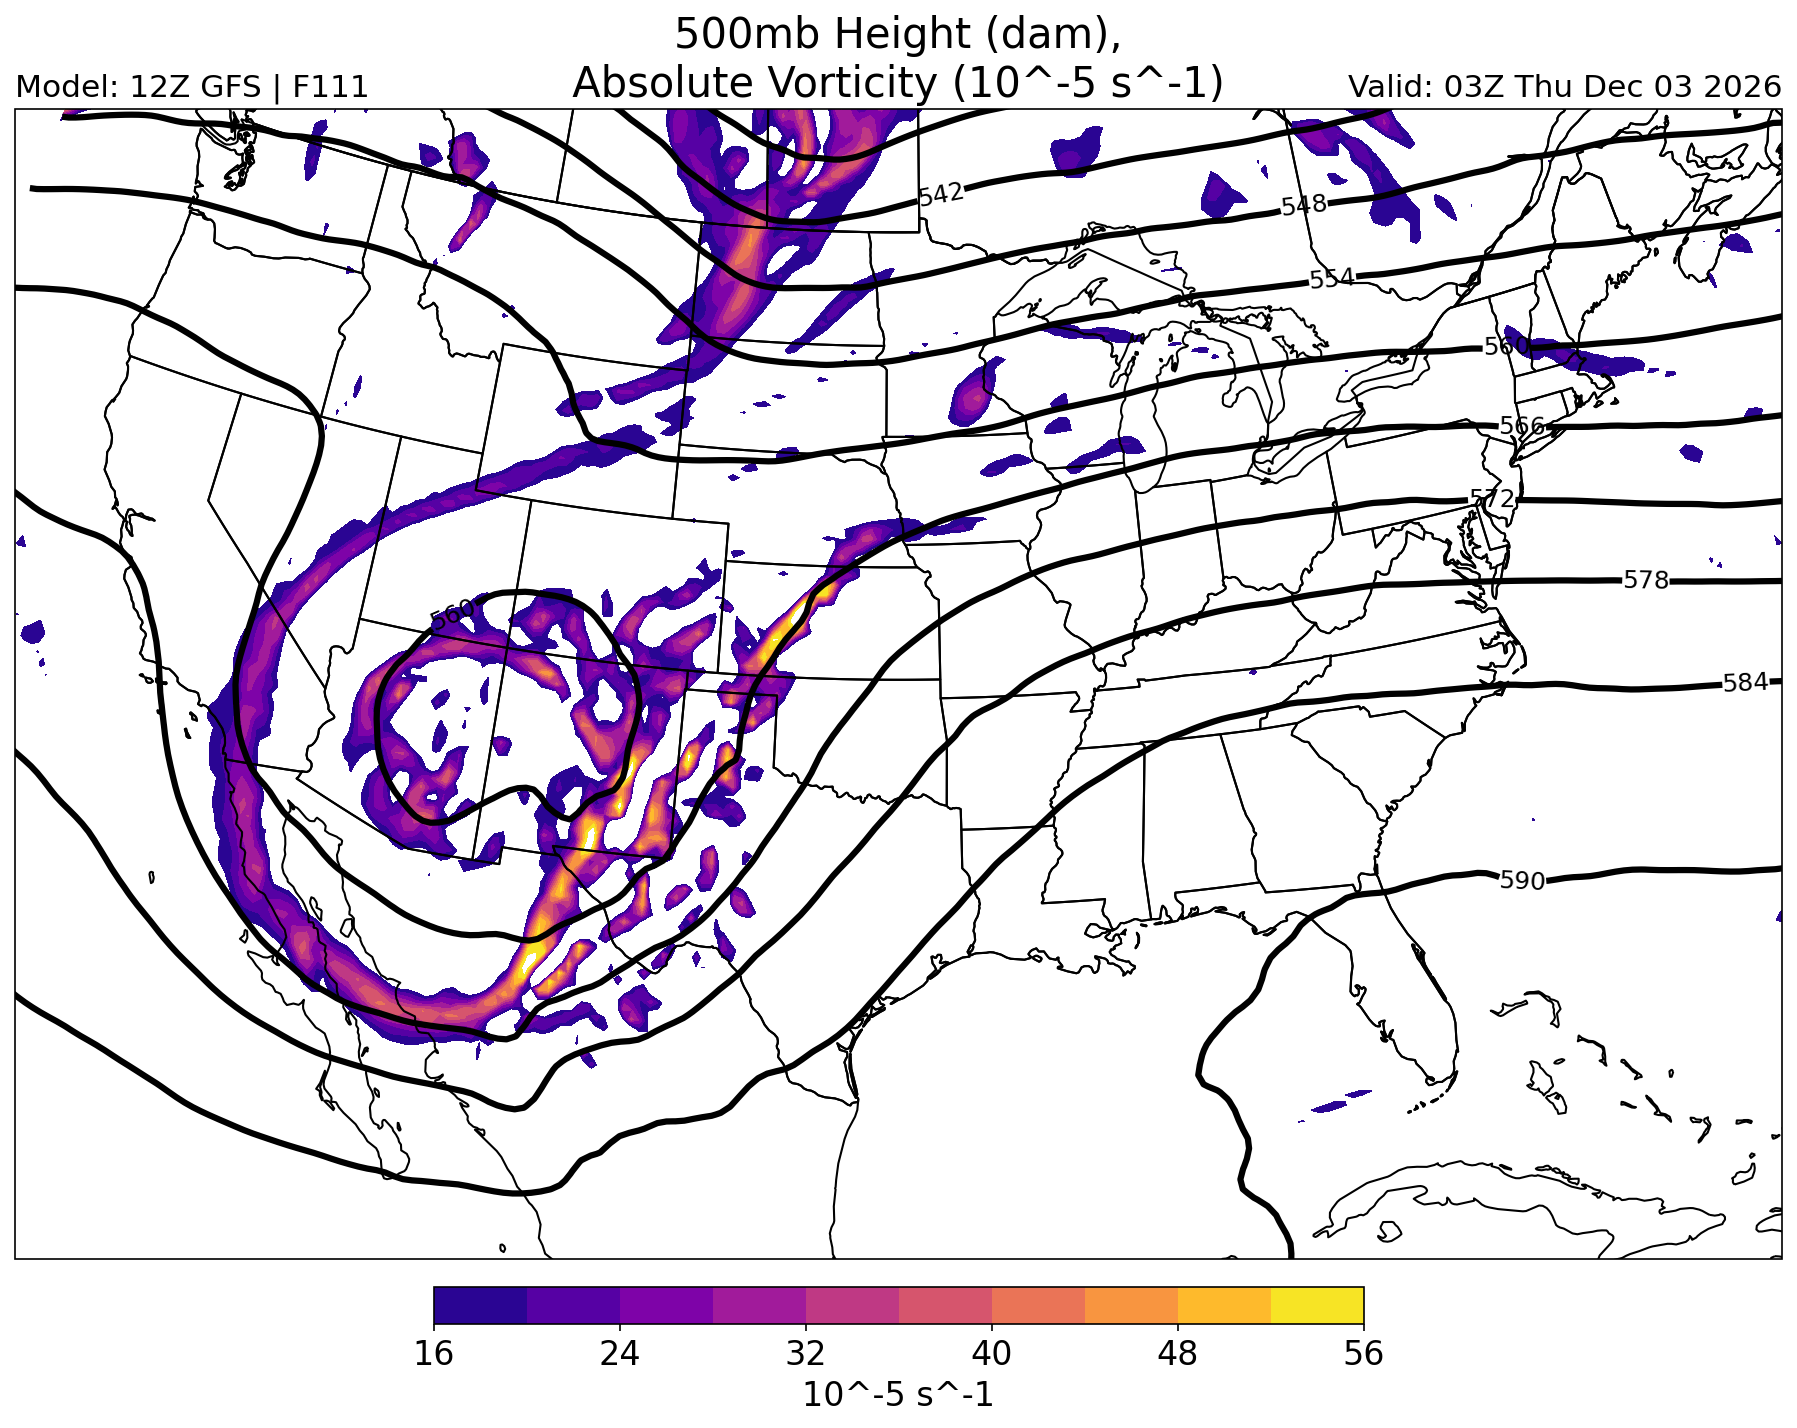 500mb Height (dam),
Absolute Vorticity (10^-5 s^-1)
Model: 12Z GFS | F111
Valid: 03Z Thu Dec 03 2026
542
548
554
560
566
572
578
584
590
560
16 24 32 40 48 56
10^-5 s^-1